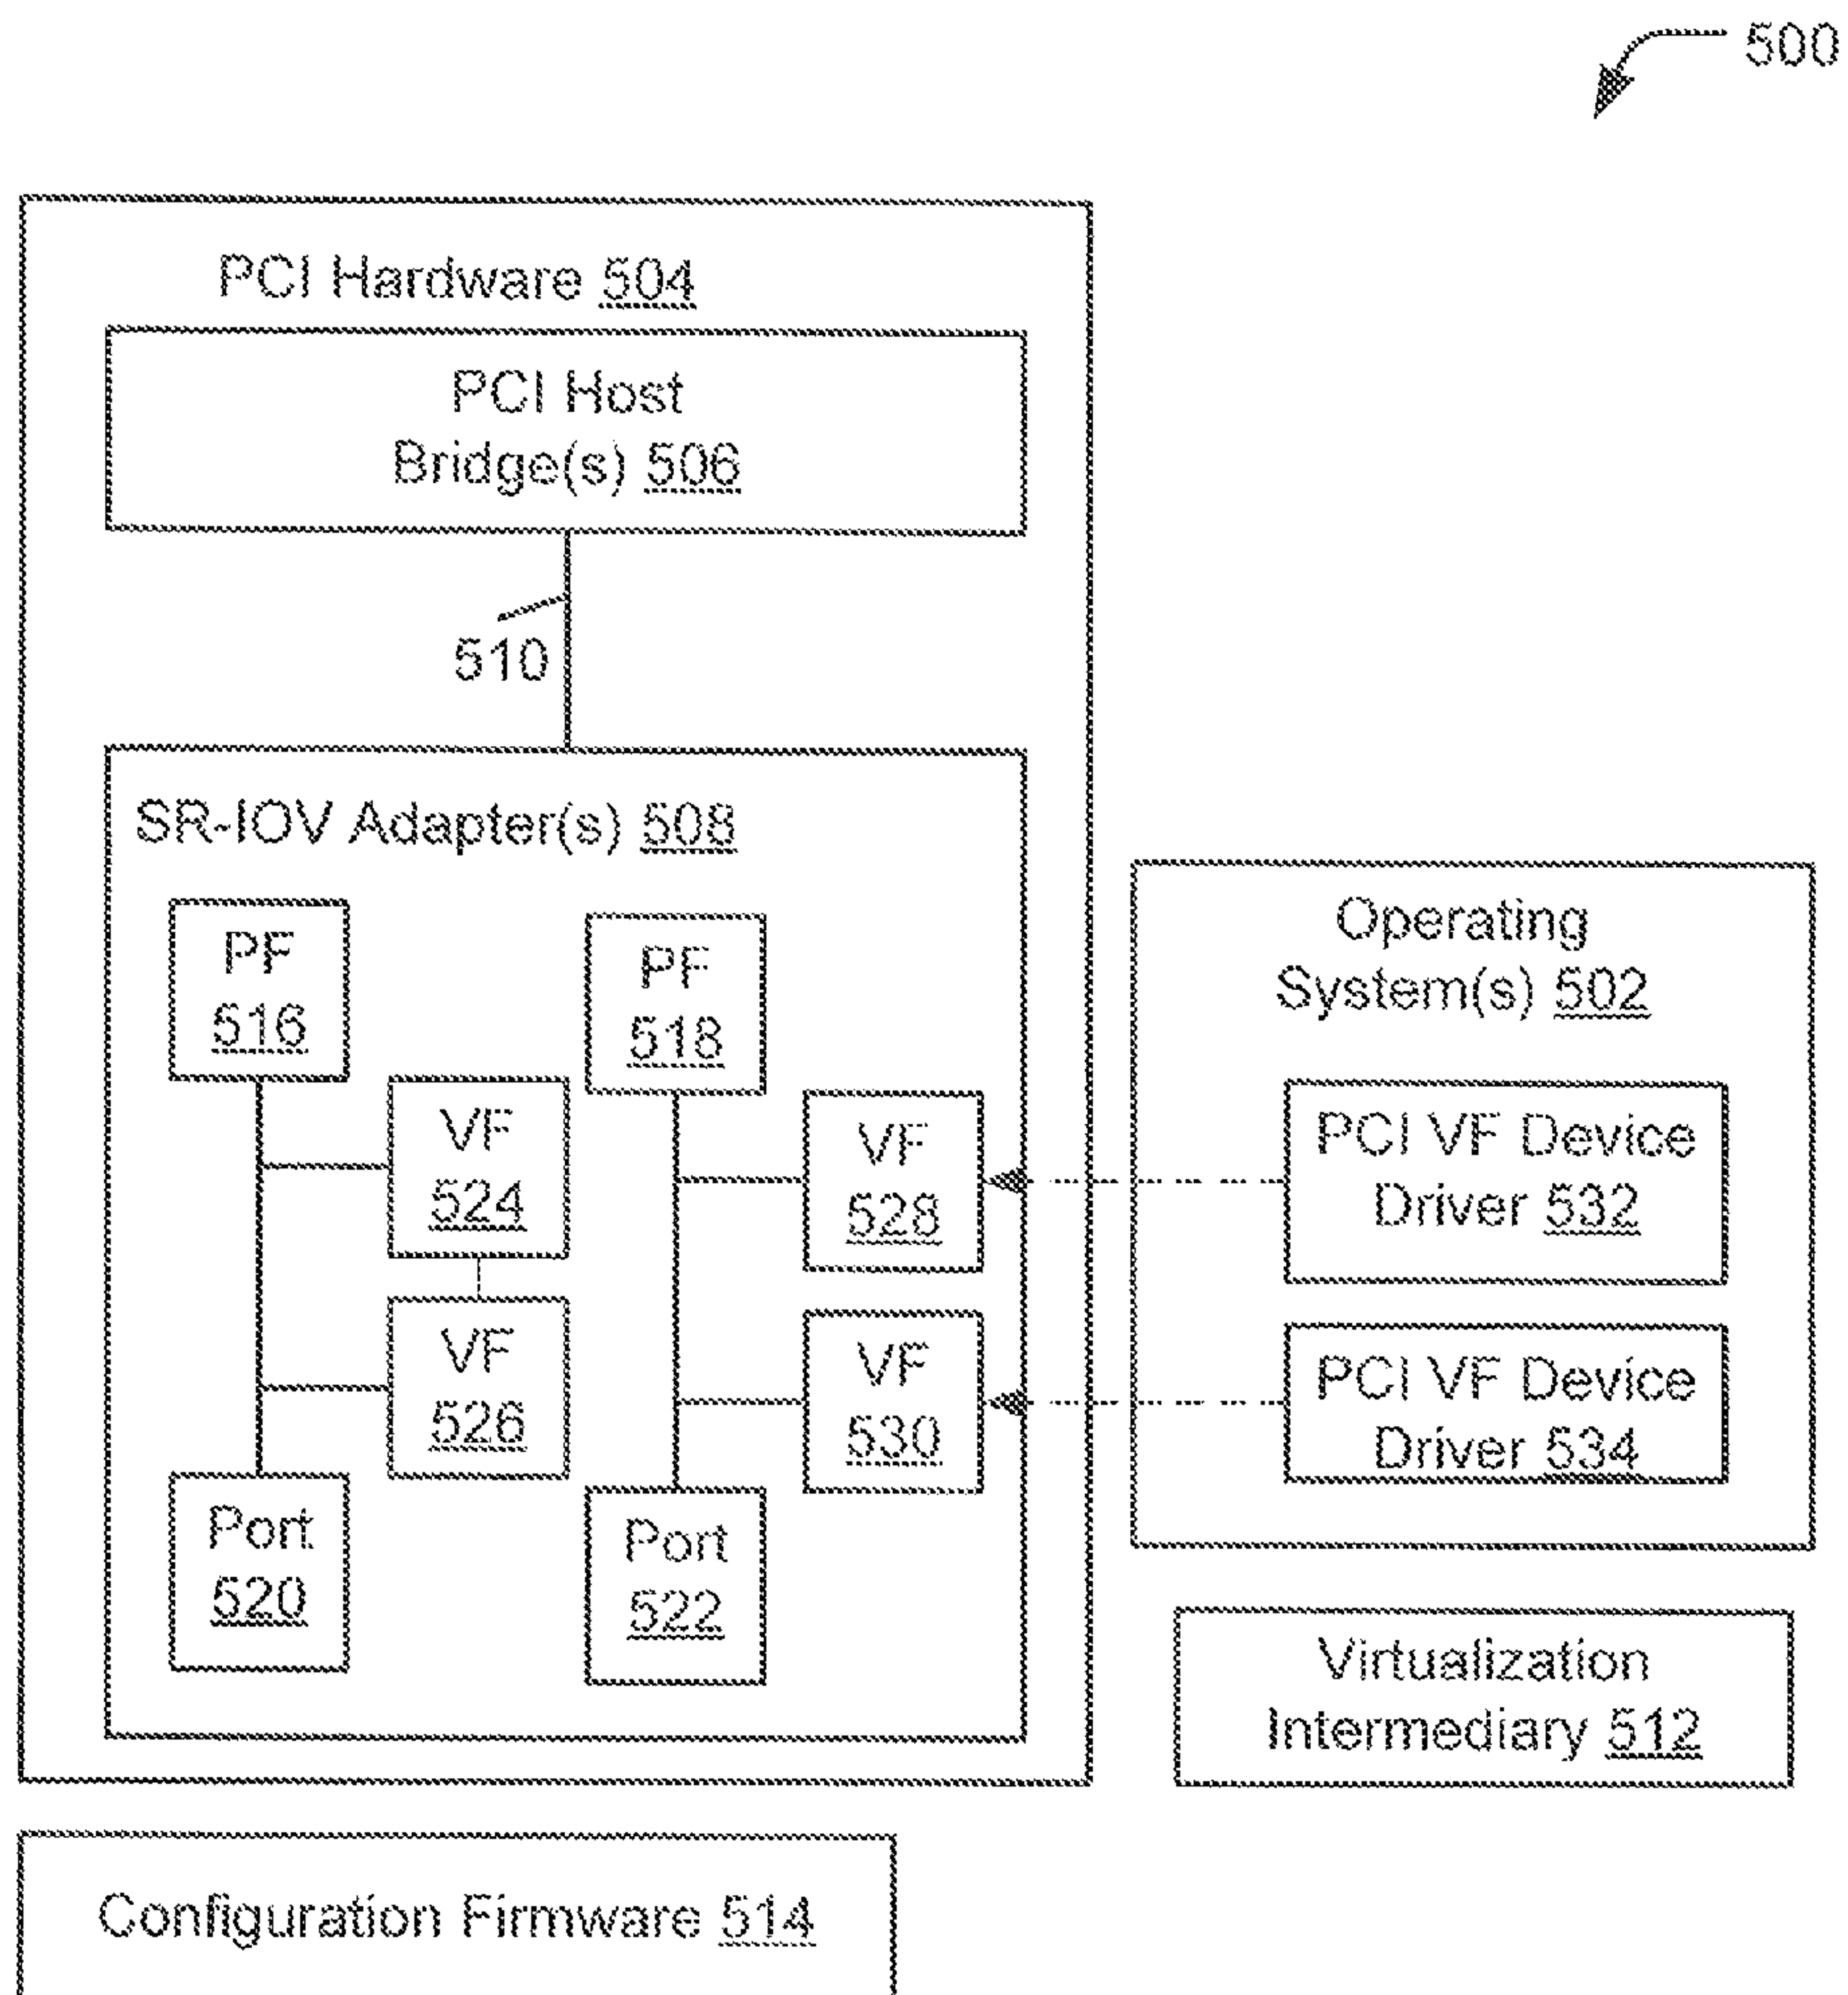 500
PCI Hardware 504
PCI Host
Bridge(s) 506
510
SR-IOV Adapter(s) 508
PF
516
PF
518
VF
524
VF
528
VF
526
VF
530
Port
520
Port
522
Operating
System(s) 502
PCI VF Device
Driver 532
PCI VF Device
Driver 534
Virtualization
Intermediary 512
Configuration Firmware 514